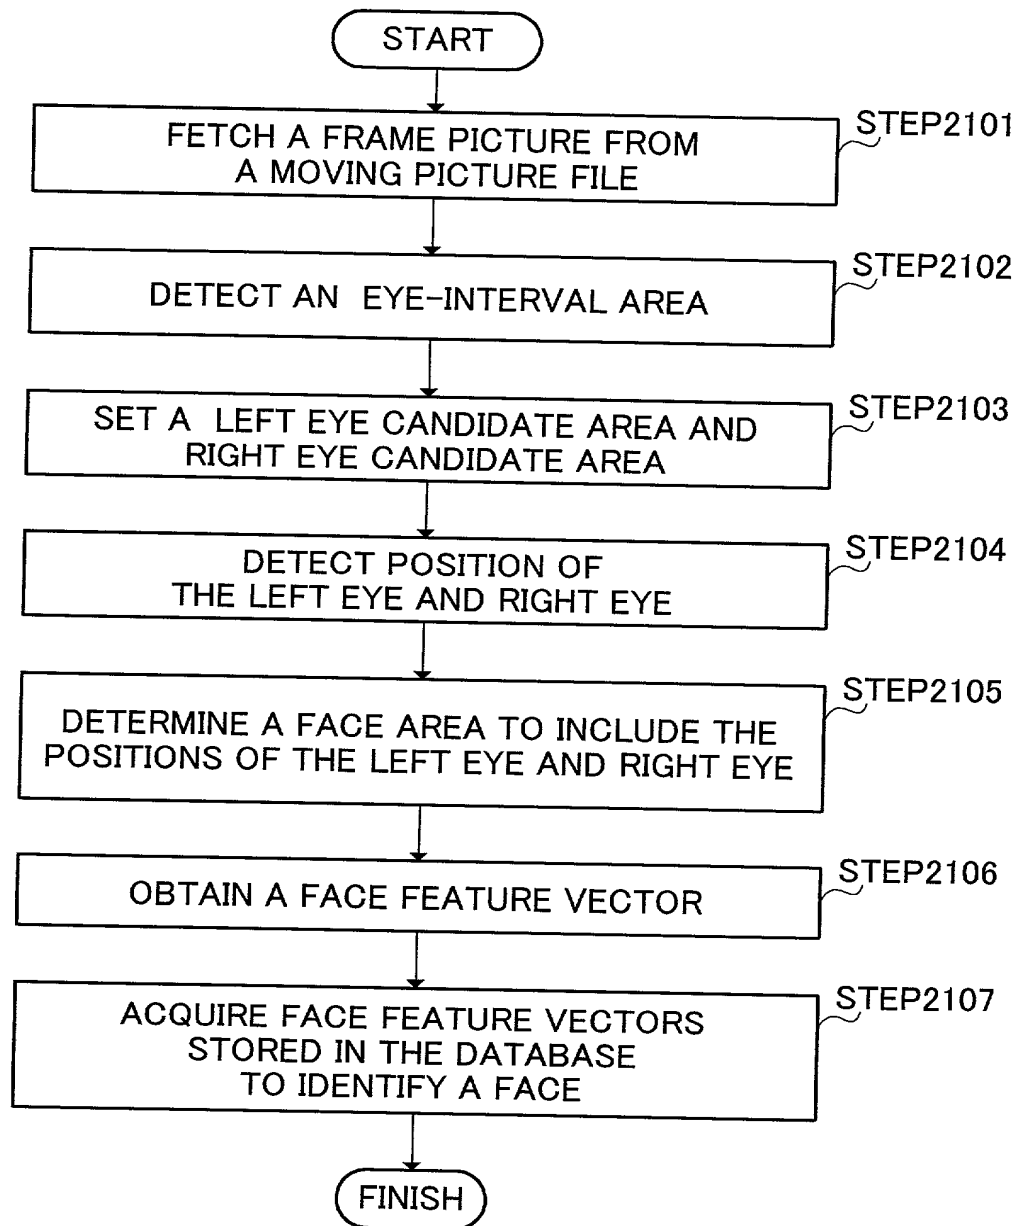 START
FETCH A FRAME PICTURE FROM
A MOVING PICTURE FILE
STEP2101
DETECT AN EYE-INTERVAL AREA
STEP2102
SET A LEFT EYE CANDIDATE AREA AND
RIGHT EYE CANDIDATE AREA
STEP2103
DETECT POSITION OF
THE LEFT EYE AND RIGHT EYE
STEP2104
DETERMINE A FACE AREA TO INCLUDE THE
POSITIONS OF THE LEFT EYE AND RIGHT EYE
STEP2105
OBTAIN A FACE FEATURE VECTOR
STEP2106
ACQUIRE FACE FEATURE VECTORS
STORED IN THE DATABASE
TO IDENTIFY A FACE
STEP2107
FINISH